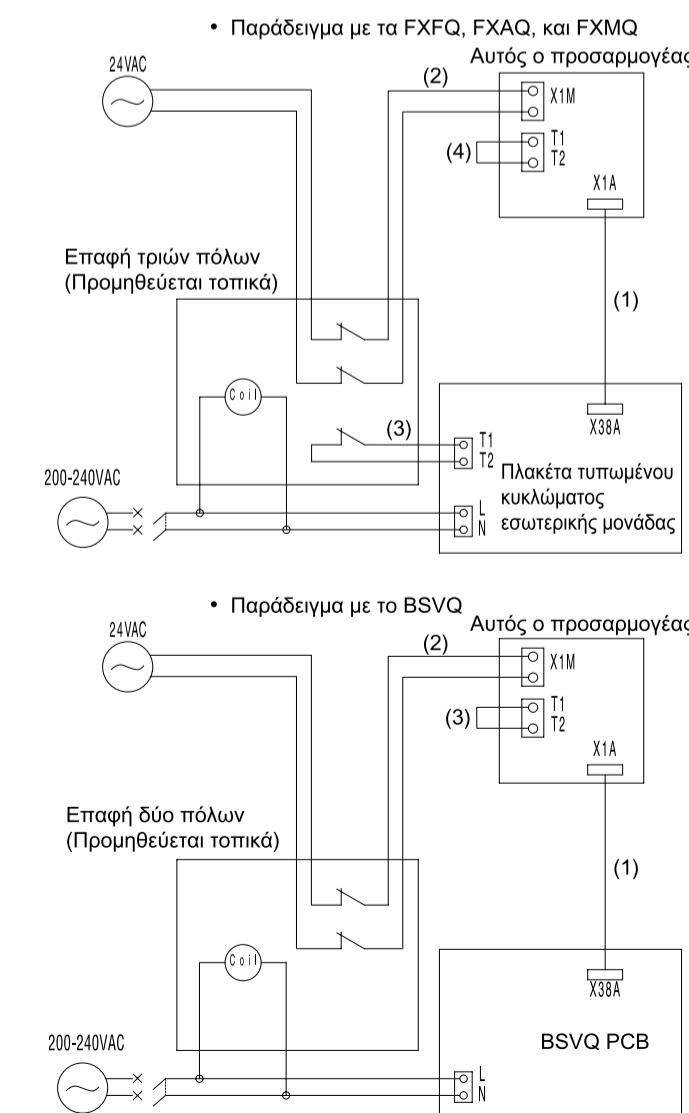 • Παράδειγμα με τα FXFQ, FXAQ, και FXMQ
Αυτός ο προσαρμογέας
24VAC
(2)
X1M
(4)
T1
T2
X1A
Επαφή τριών πόλων
(Προμηθεύεται τοπικά)
(1)
Coil
X38A
(3)
T1
T2
Πλακέτα τυπωμένου
κυκλώματος
εσωτερικής μονάδας
200-240VAC
L
N
• Παράδειγμα με το BSVQ
Αυτός ο προσαρμογέας
24VAC
(2)
X1M
(3)
T1
T2
X1A
Επαφή δύο πόλων
(Προμηθεύεται τοπικά)
(1)
Coil
X38A
BSVQ PCB
200-240VAC
L
N